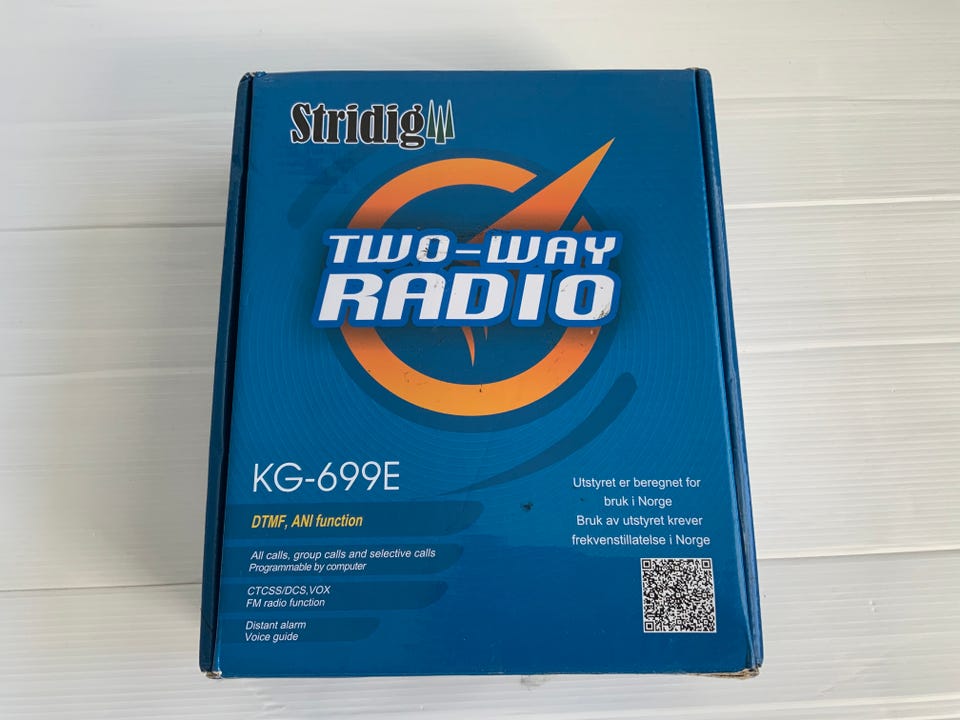 Stridig
TWO-WAY
RADIO
KG-699E
DTMF, ANI function
All calls, group calls and selective calls
Programmable by computer
CTCSS/DCS,VOX
FM radio function
Distant alarm
Voice guide
Utstyret er beregnet for
bruk i Norge
Bruk av utstyret krever
frekvenstillatelse i Norge